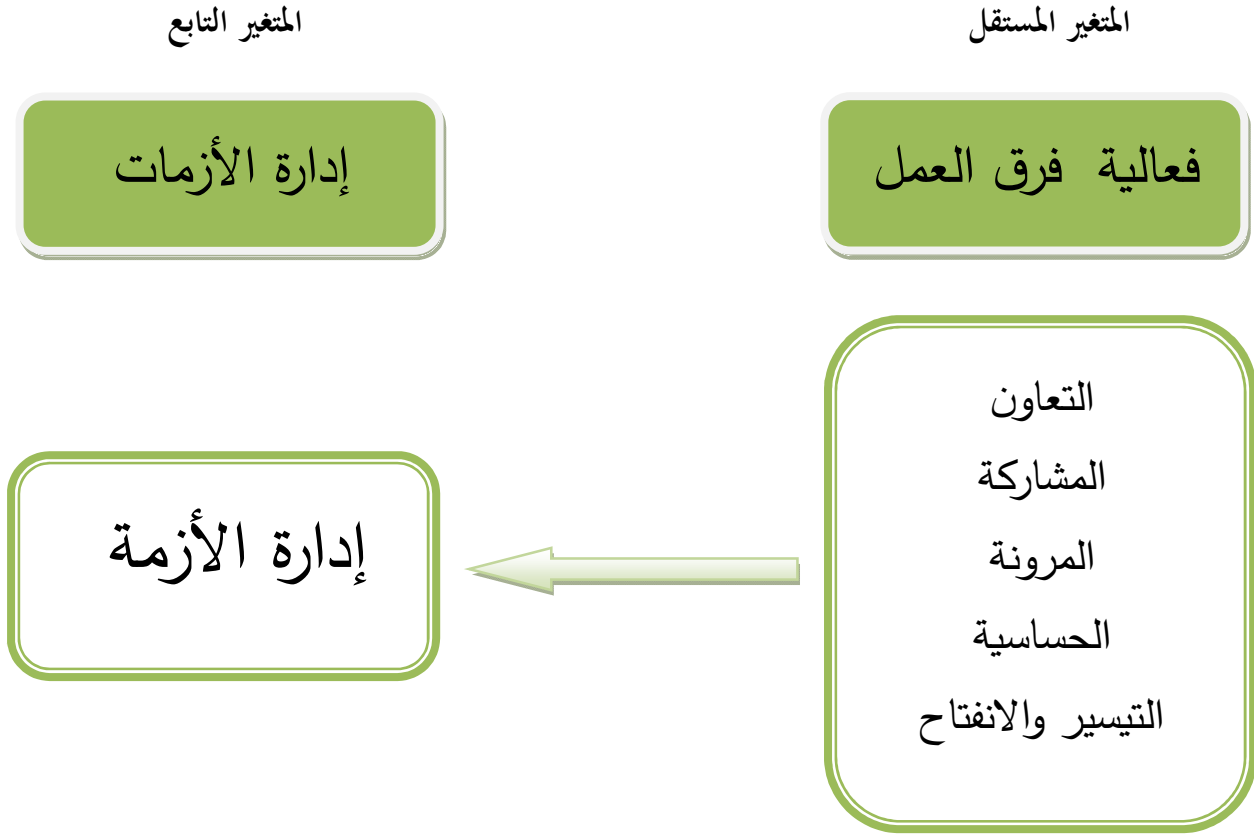 المتغير المستقل
المتغير التابع
فعالية فرق العمل
إدارة الأزمات
التعاون
المشاركة
المرونة
الحساسية
التيسير والانفتاح
إدارة الأزمة